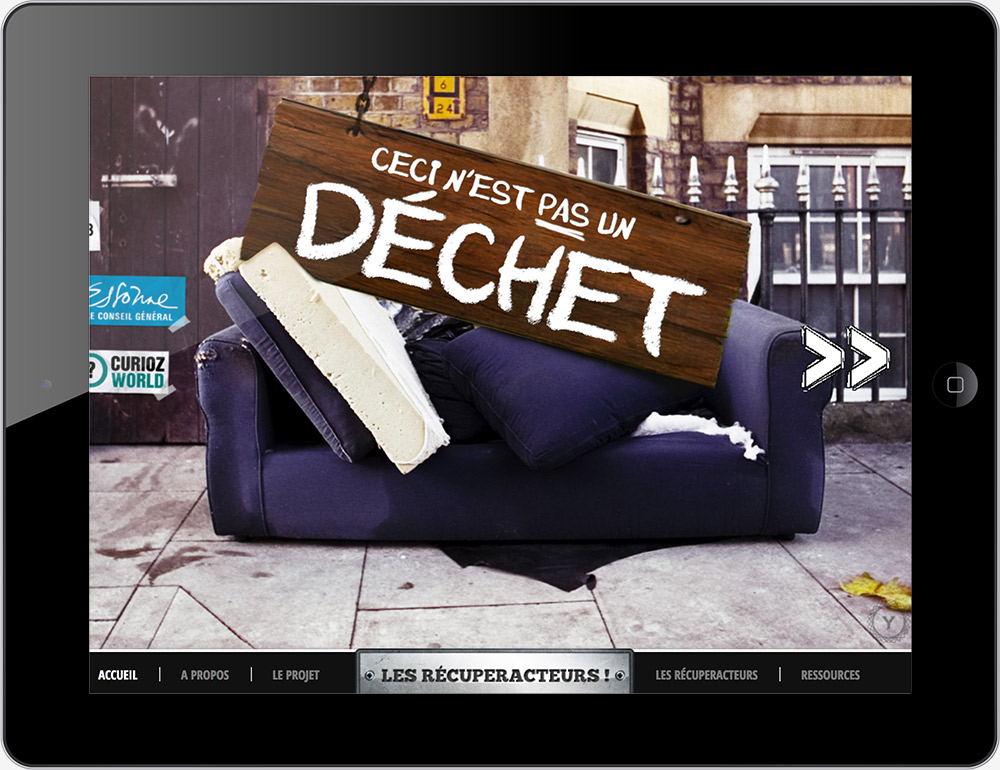 6
24
CECI N'EST PAS UN
DÉCHET
3
Essonne
E CONSEIL GÉNÉRAL
?
CURIOZ
WORLD
Y
ACCUEIL
A PROPOS
LE PROJET
LES RÉCUPERACTEURS !
LES RÉCUPERACTEURS
RESSOURCES